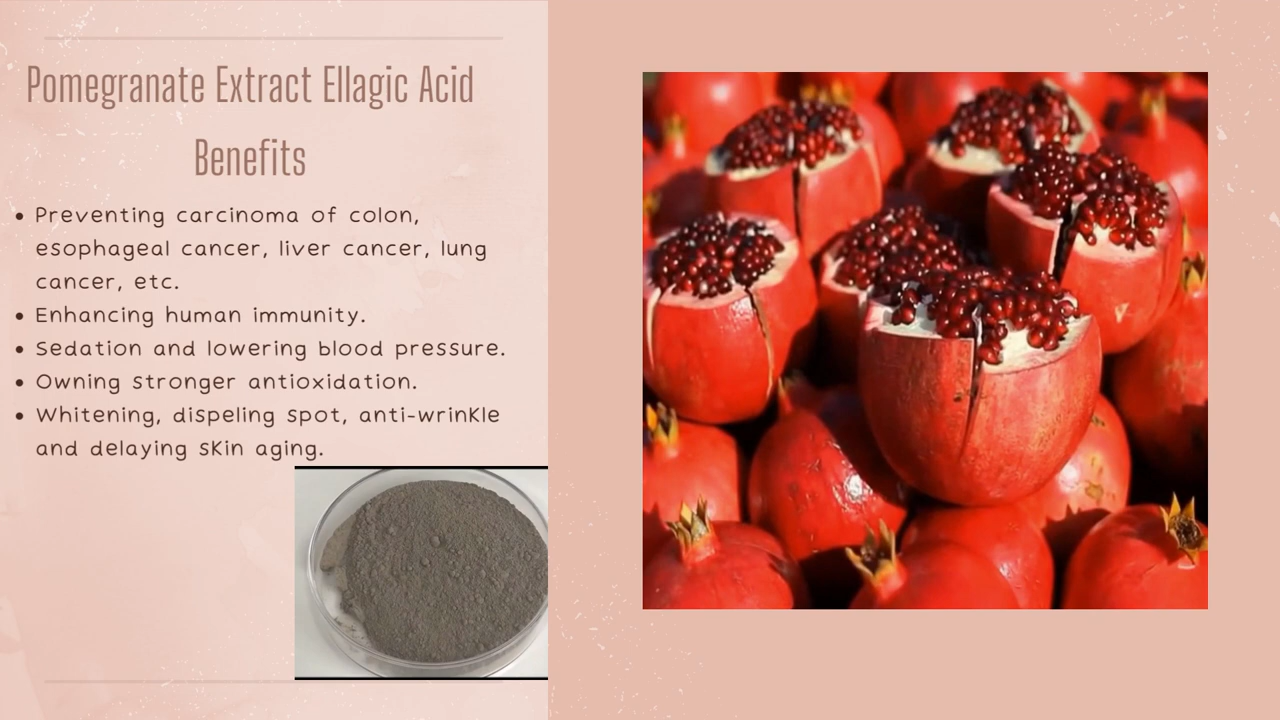 Pomegranate Extract Ellagic Acid
Benefits
• Preventing carcinoma of colon,
esophageal cancer, liver cancer, lung
cancer, etc.
• Enhancing human immunity.
• Sedation and lowering blood pressure.
• Owning stronger antioxidation.
• Whitening, dispeling spot, anti-wrinkle
and delaying skin aging.